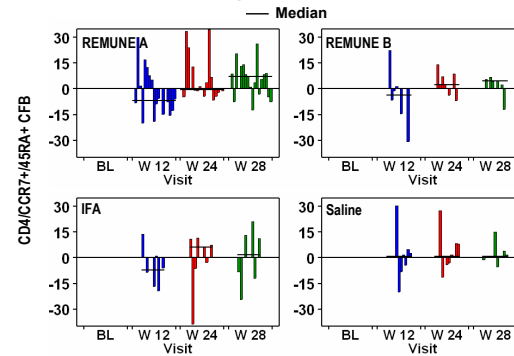 Median
CD4/CCR7+/45RA+ CFB
REMUNE A
30
15
0
-15
-30
BL W 12 W 24 W 28
Visit
REMUNE B
30
15
0
-15
-30
BL W 12 W 24 W 28
Visit
IFA
30
15
0
-15
-30
BL W 12 W 24 W 28
Visit
Saline
30
15
0
-15
-30
BL W 12 W 24 W 28
Visit